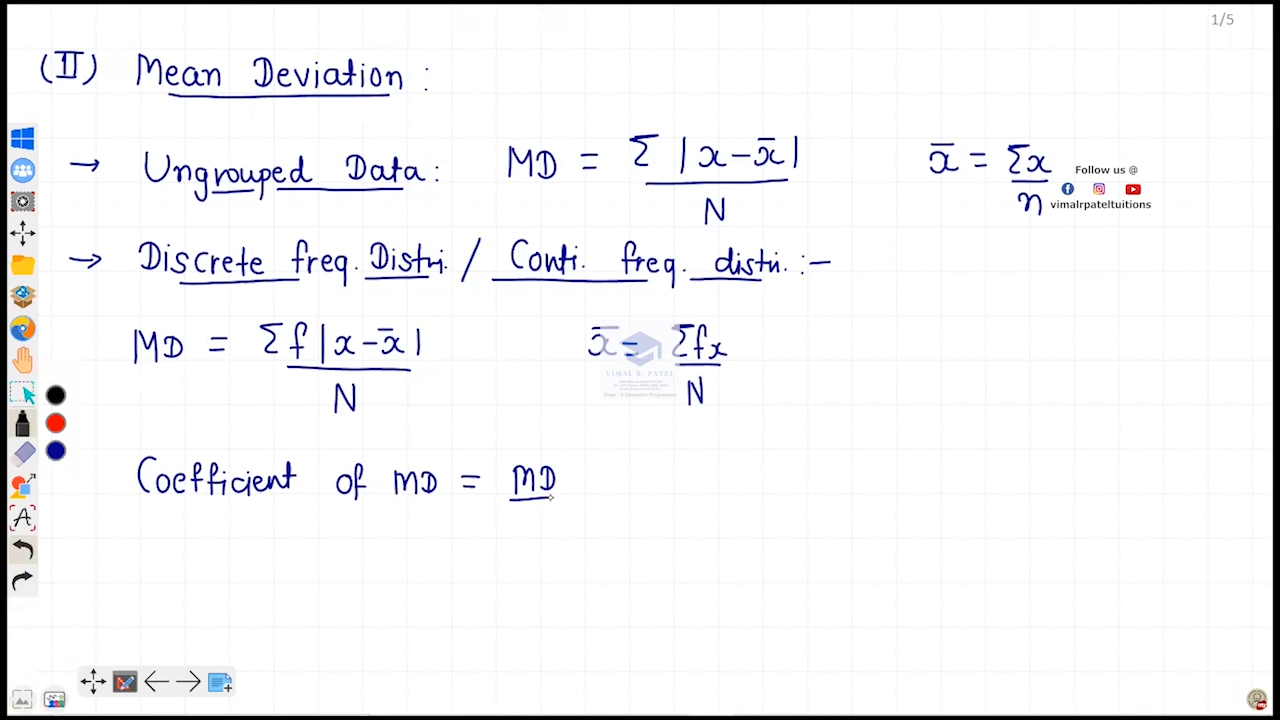 1/5
(II) Mean Deviation :
→ Ungrouped Data : MD = Σ |x-x̄| / N x̄ = Σx / n
Follow us @
vimalrpateltuitions
→ Discrete freq. Distri. / Conti. freq. distri. :-
MD = Σf|x-x̄| / N x̄ = Σfx / N
VIMAL R. PATEL
Coefficient of MD = MD